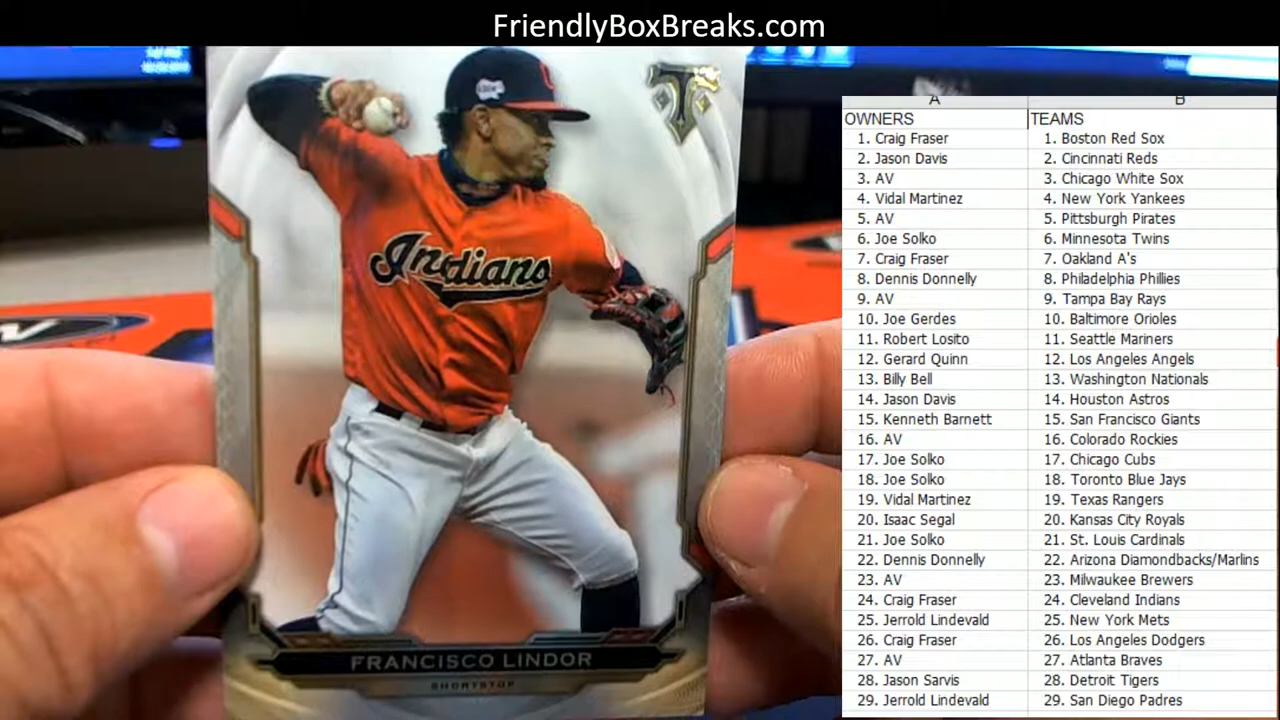 FriendlyBoxBreaks.com
Indians
FRANCISCO LINDOR
SHORTSTOP
A B
OWNERS TEAMS
1. Craig Fraser 1. Boston Red Sox
2. Jason Davis 2. Cincinnati Reds
3. AV 3. Chicago White Sox
4. Vidal Martinez 4. New York Yankees
5. AV 5. Pittsburgh Pirates
6. Joe Solko 6. Minnesota Twins
7. Craig Fraser 7. Oakland A's
8. Dennis Donnelly 8. Philadelphia Phillies
9. AV 9. Tampa Bay Rays
10. Joe Gerdes 10. Baltimore Orioles
11. Robert Losito 11. Seattle Mariners
12. Gerard Quinn 12. Los Angeles Angels
13. Billy Bell 13. Washington Nationals
14. Jason Davis 14. Houston Astros
15. Kenneth Barnett 15. San Francisco Giants
16. AV 16. Colorado Rockies
17. Joe Solko 17. Chicago Cubs
18. Joe Solko 18. Toronto Blue Jays
19. Vidal Martinez 19. Texas Rangers
20. Isaac Segal 20. Kansas City Royals
21. Joe Solko 21. St. Louis Cardinals
22. Dennis Donnelly 22. Arizona Diamondbacks/Marlins
23. AV 23. Milwaukee Brewers
24. Craig Fraser 24. Cleveland Indians
25. Jerrold Lindevald 25. New York Mets
26. Craig Fraser 26. Los Angeles Dodgers
27. AV 27. Atlanta Braves
28. Jason Sarvis 28. Detroit Tigers
29. Jerrold Lindevald 29. San Diego Padres